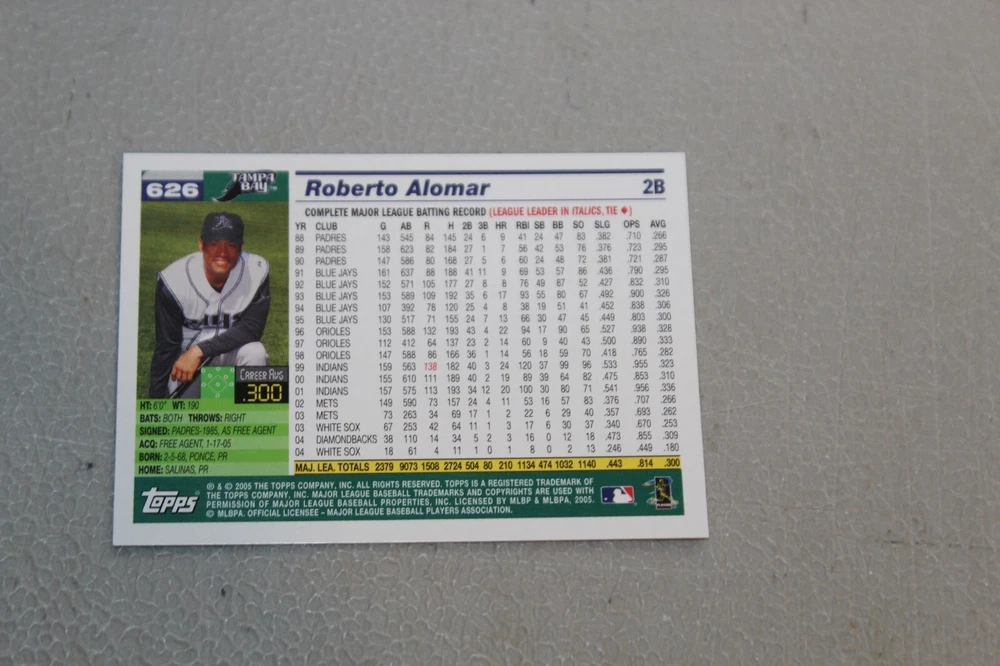 626
TAMPA BAY
Roberto Alomar 2B
COMPLETE MAJOR LEAGUE BATTING RECORD (LEAGUE LEADER IN ITALICS, TIE ◆)
YR CLUB G AB R H 2B 3B HR RBI SB BB SO SLG OPS AVG
88 PADRES 143 545 84 145 24 6 9 41 24 47 83 .382 .710 .266
89 PADRES 158 623 82 184 27 1 7 56 42 53 76 .376 .723 .295
90 PADRES 147 586 80 168 27 5 6 60 24 48 72 .381 .721 .287
91 BLUE JAYS 161 637 88 188 41 11 9 69 53 57 86 .436 .790 .295
92 BLUE JAYS 152 571 105 177 27 8 8 76 49 87 52 .427 .832 .310
93 BLUE JAYS 153 589 109 192 35 6 17 93 55 80 67 .492 .900 .326
94 BLUE JAYS 107 392 78 120 25 4 8 38 19 51 41 .452 .838 .306
95 BLUE JAYS 130 517 71 155 24 7 13 66 30 47 45 .449 .803 .300
96 ORIOLES 153 588 132 193 43 4 22 94 17 90 65 .527 .938 .328
97 ORIOLES 112 412 64 137 23 2 14 60 9 40 43 .500 .890 .333
98 ORIOLES 147 588 86 166 36 1 14 56 18 59 70 .418 .765 .282
99 INDIANS 159 563 138 182 40 3 24 120 37 99 96 .533 .955 .323
00 INDIANS 155 610 111 189 40 2 19 89 39 64 82 .475 .853 .310
01 INDIANS 157 575 113 193 34 12 20 100 30 80 71 .541 .956 .336
02 METS 149 590 73 157 24 4 11 53 16 57 83 .376 .707 .266
03 METS 73 263 34 69 17 1 2 22 6 29 40 .357 .693 .262
03 WHITE SOX 67 253 42 64 11 1 3 17 6 30 37 .340 .670 .253
04 DIAMONDBACKS 38 110 14 34 5 2 3 16 0 12 18 .473 .855 .309
04 WHITE SOX 18 61 4 11 1 0 1 8 0 2 13 .246 .449 .180
MAJ. LEA. TOTALS 2379 9073 1508 2724 504 80 210 1134 474 1032 1140 .443 .814 .300
CAREER AVG
.300
HT: 6'0" WT: 190
BATS: BOTH THROWS: RIGHT
SIGNED: PADRES-1985, AS FREE AGENT
ACQ: FREE AGENT, 1-17-05
BORN: 2-5-68, PONCE, PR
HOME: SALINAS, PR
Topps
℗ & © 2005 THE TOPPS COMPANY, INC. ALL RIGHTS RESERVED. TOPPS IS A REGISTERED TRADEMARK OF
THE TOPPS COMPANY, INC. MAJOR LEAGUE BASEBALL TRADEMARKS AND COPYRIGHTS ARE USED WITH
PERMISSION OF MAJOR LEAGUE BASEBALL PROPERTIES, INC. LICENSED BY MLBP & MLBPA, 2005.
© MLBPA. OFFICIAL LICENSEE – MAJOR LEAGUE BASEBALL PLAYERS ASSOCIATION.